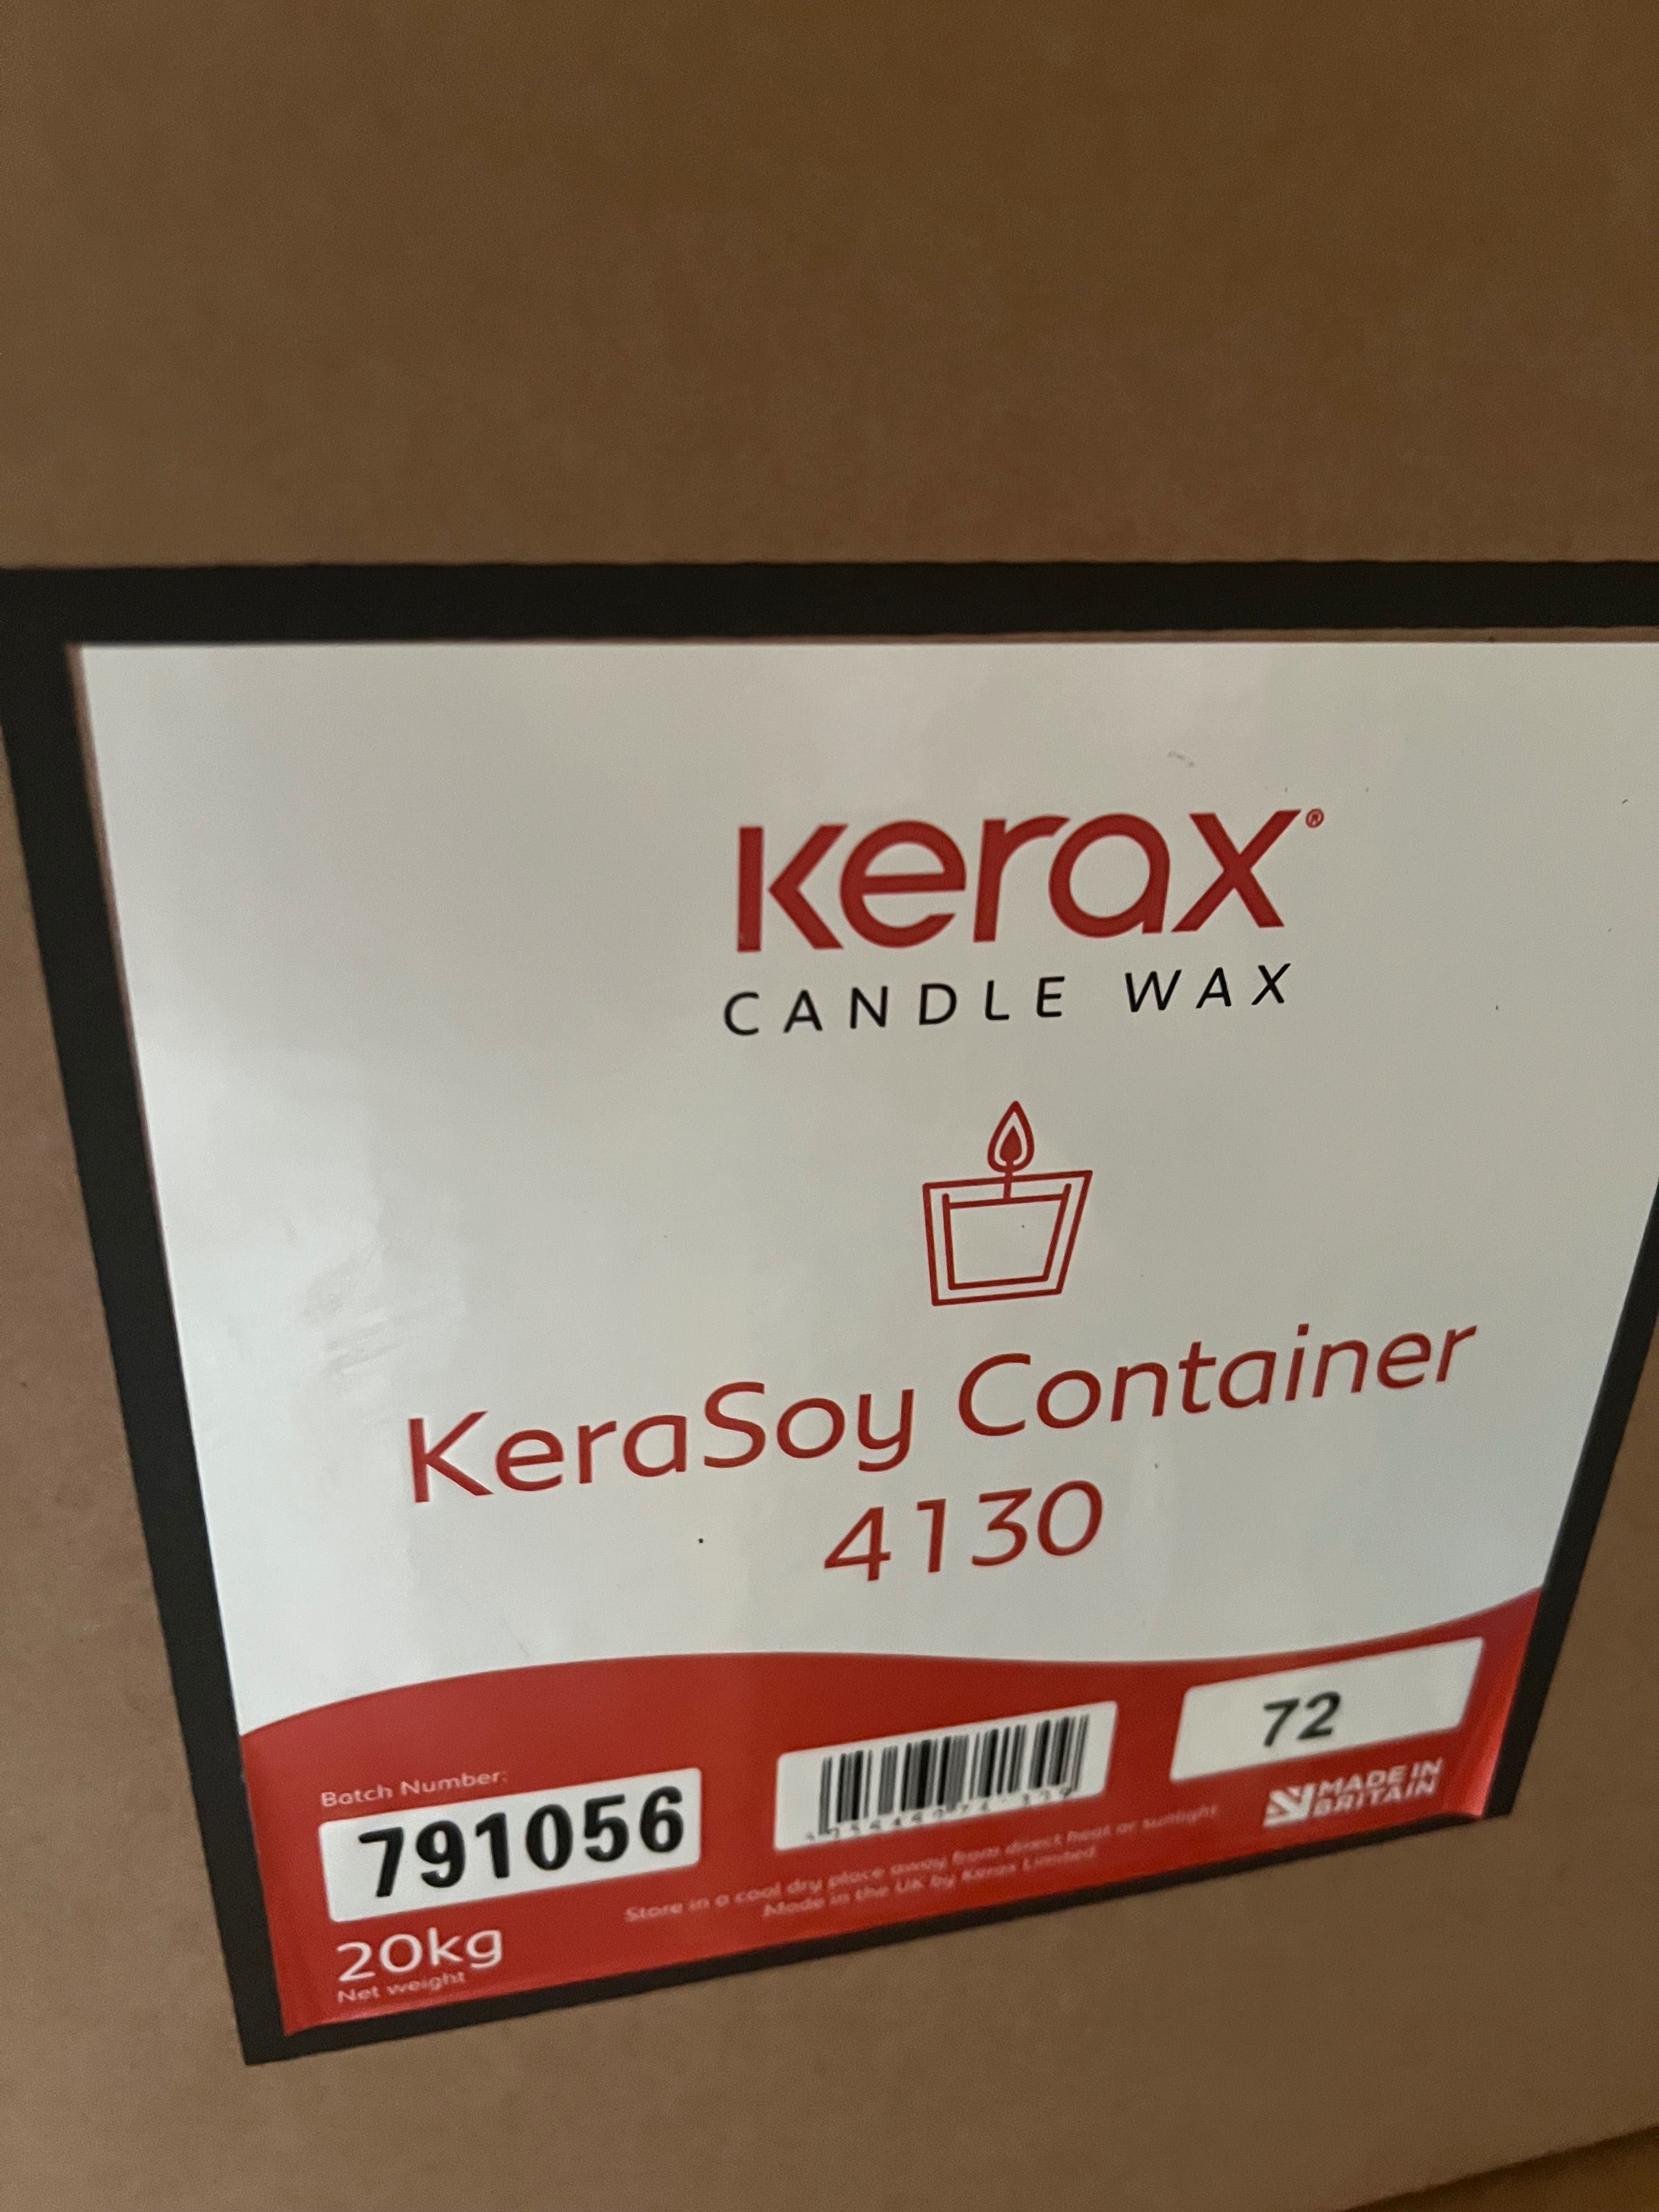 kerax®
CANDLE WAX
KeraSoy Container
4130
Batch Number:
791056
72
MADE IN
BRITAIN
Store in a cool dry place away from direct heat or sunlight
Made in the UK by Kerax Limited
20kg
Net weight